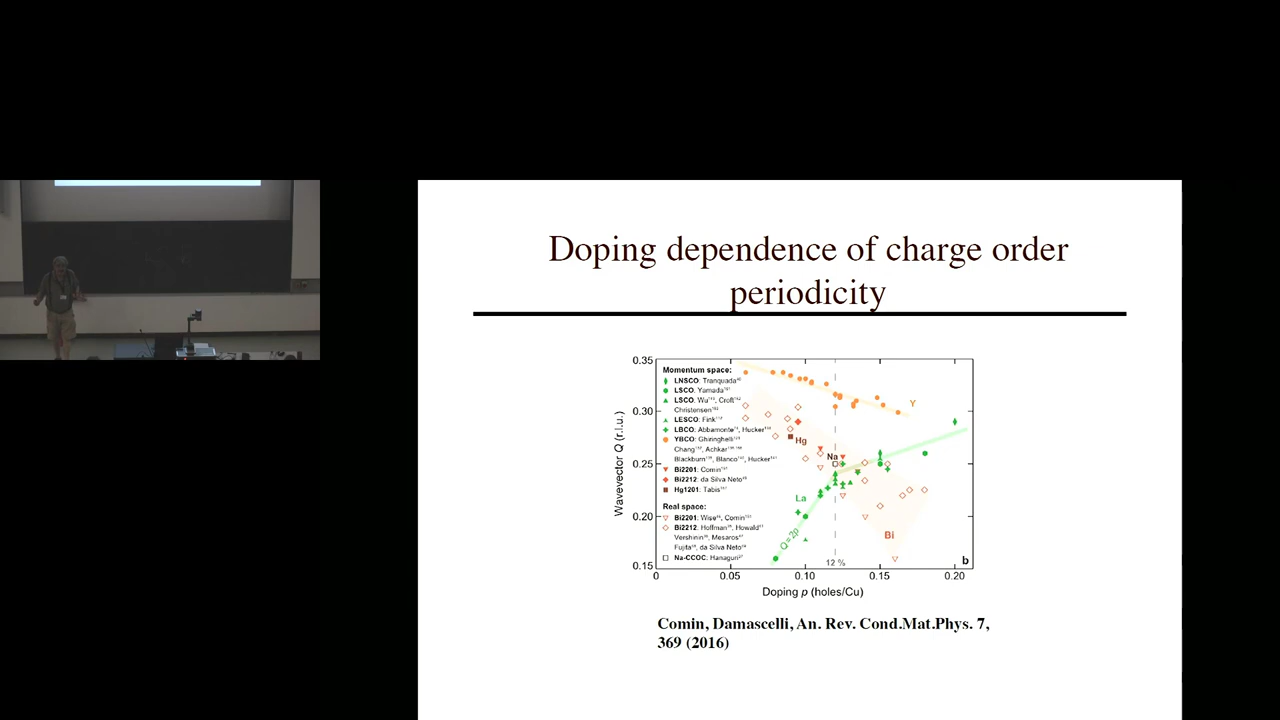 Doping dependence of charge order
periodicity
0.35
0.30
0.25
0.20
0.15
Wavevector Q (r.l.u.)
Momentum space:
LNSCO: Tranquada
LSCO: Yamada
LSCO: Wu, Croft
Christensen
LESCO: Fink
LBCO: Abbamonte, Hucker
YBCO: Ghiringhelli
Chang, Achkar
Blackburn, Blanco, Hucker
Bi2201: Comin
Bi2212: da Silva Neto
Hg1201: Tabis
Real space:
Bi2201: Wise, Comin
Bi2212: Hoffman, Howald
Vershinin, Mesaros
Fujita, da Silva Neto
Na-CCOC: Hanaguri
Y
Hg
Na
La
Q = 2p
Bi
12 %
b
0 0.05 0.10 0.15 0.20
Doping p (holes/Cu)
Comin, Damascelli, An. Rev. Cond.Mat.Phys. 7,
369 (2016)